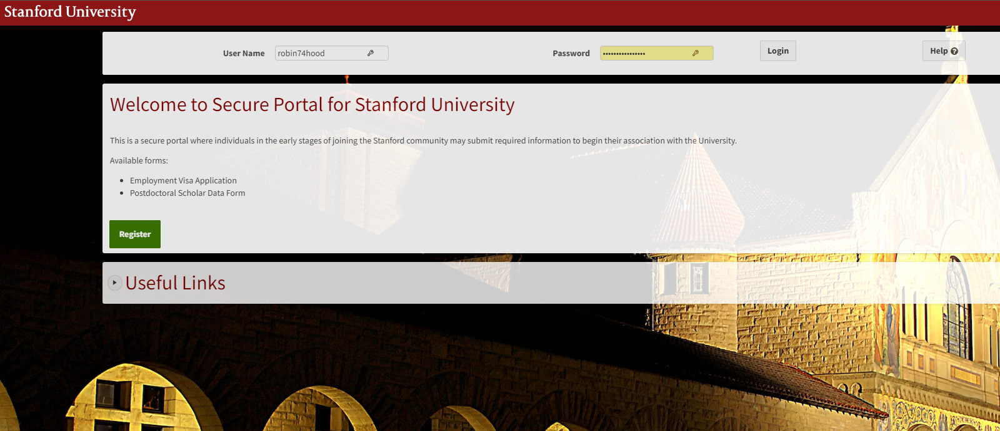 Stanford University
User Name robin74hood Password •••••••••••••••• Login Help
Welcome to Secure Portal for Stanford University
This is a secure portal where individuals in the early stages of joining the Stanford community may submit required information to begin their association with the University.
Available forms:
• Employment Visa Application
• Postdoctoral Scholar Data Form
Register
Useful Links